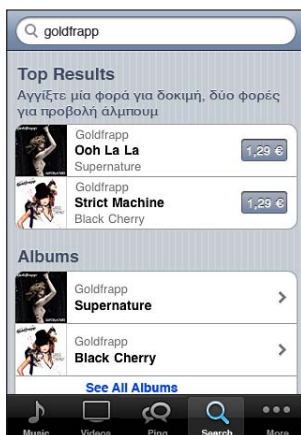 goldfrapp
Top Results
Αγγίξτε μία φορά για δοκιμή, δύο φορές
για προβολή άλμπουμ
Goldfrapp
Ooh La La
Supernature
1,29 €
Goldfrapp
Strict Machine
Black Cherry
1,29 €
Albums
Goldfrapp
Supernature
Goldfrapp
Black Cherry
See All Albums
Music Videos Ping Search More